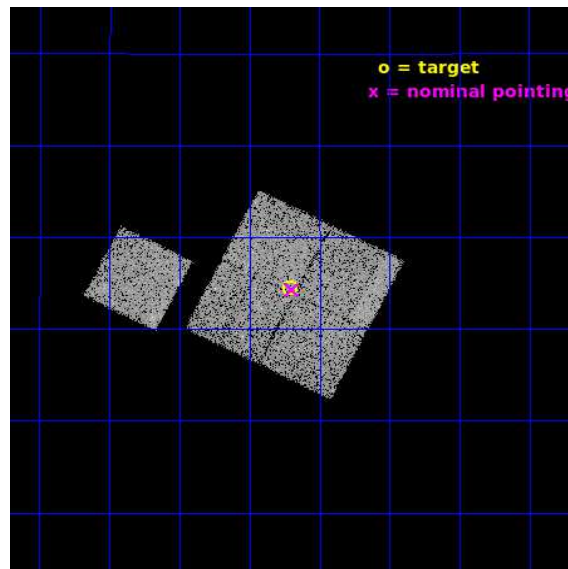 o = target
x = nominal pointing